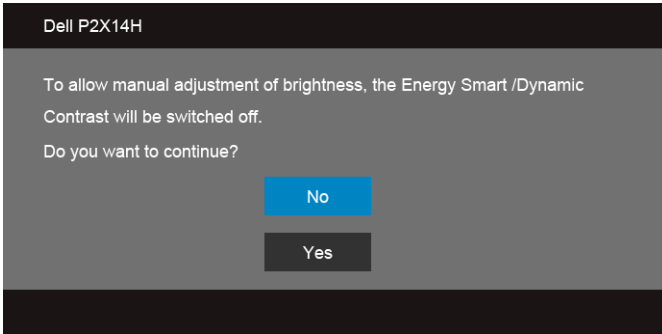 Dell P2X14H
To allow manual adjustment of brightness, the Energy Smart /Dynamic
Contrast will be switched off.
Do you want to continue?
No
Yes